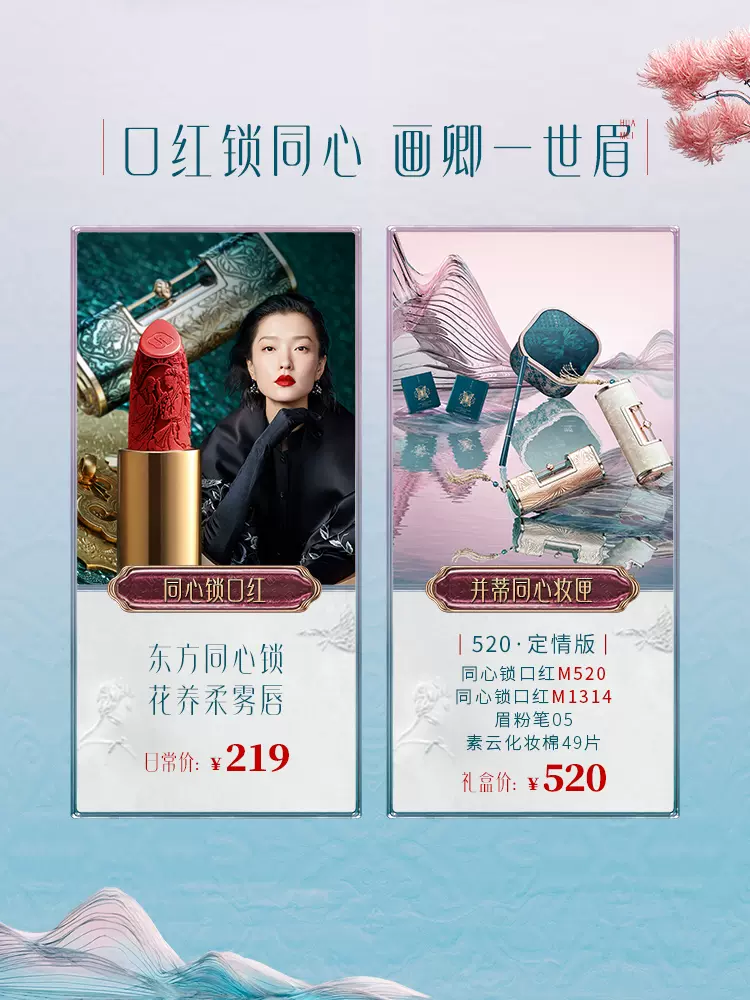 口红锁同心 画卿一世眉
HUA
MEI
同心锁口红
东方同心锁
花养柔雾唇
日常价: ¥219
并蒂同心妆匣
520·定情版
同心锁口红M520
同心锁口红M1314
眉粉笔05
素云化妆棉49片
礼盒价: ¥520